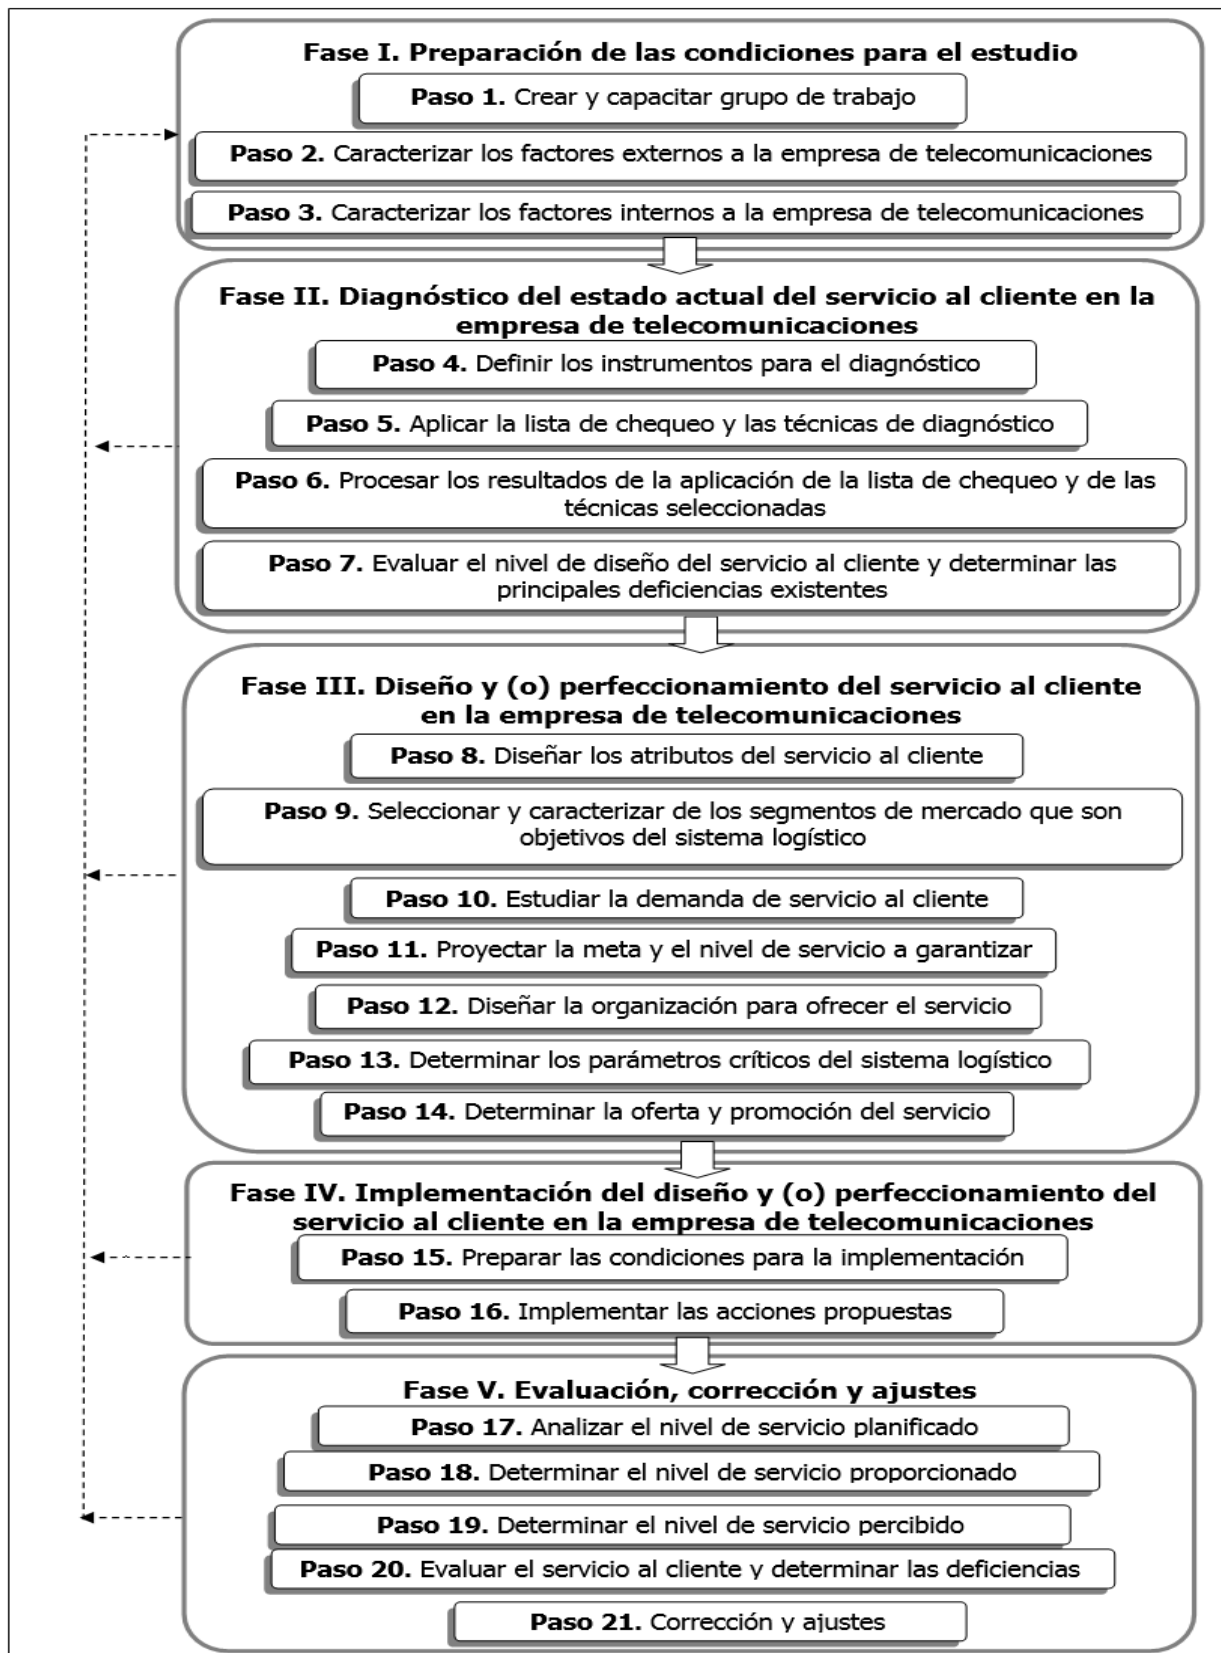 Fase I. Preparación de las condiciones para el estudio
Paso 1. Crear y capacitar grupo de trabajo
Paso 2. Caracterizar los factores externos a la empresa de telecomunicaciones
Paso 3. Caracterizar los factores internos a la empresa de telecomunicaciones
Fase II. Diagnóstico del estado actual del servicio al cliente en la
empresa de telecomunicaciones
Paso 4. Definir los instrumentos para el diagnóstico
Paso 5. Aplicar la lista de chequeo y las técnicas de diagnóstico
Paso 6. Procesar los resultados de la aplicación de la lista de chequeo y de las
técnicas seleccionadas
Paso 7. Evaluar el nivel de diseño del servicio al cliente y determinar las
principales deficiencias existentes
Fase III. Diseño y (o) perfeccionamiento del servicio al cliente
en la empresa de telecomunicaciones
Paso 8. Diseñar los atributos del servicio al cliente
Paso 9. Seleccionar y caracterizar de los segmentos de mercado que son
objetivos del sistema logístico
Paso 10. Estudiar la demanda de servicio al cliente
Paso 11. Proyectar la meta y el nivel de servicio a garantizar
Paso 12. Diseñar la organización para ofrecer el servicio
Paso 13. Determinar los parámetros críticos del sistema logístico
Paso 14. Determinar la oferta y promoción del servicio
Fase IV. Implementación del diseño y (o) perfeccionamiento del
servicio al cliente en la empresa de telecomunicaciones
Paso 15. Preparar las condiciones para la implementación
Paso 16. Implementar las acciones propuestas
Fase V. Evaluación, corrección y ajustes
Paso 17. Analizar el nivel de servicio planificado
Paso 18. Determinar el nivel de servicio proporcionado
Paso 19. Determinar el nivel de servicio percibido
Paso 20. Evaluar el servicio al cliente y determinar las deficiencias
Paso 21. Corrección y ajustes